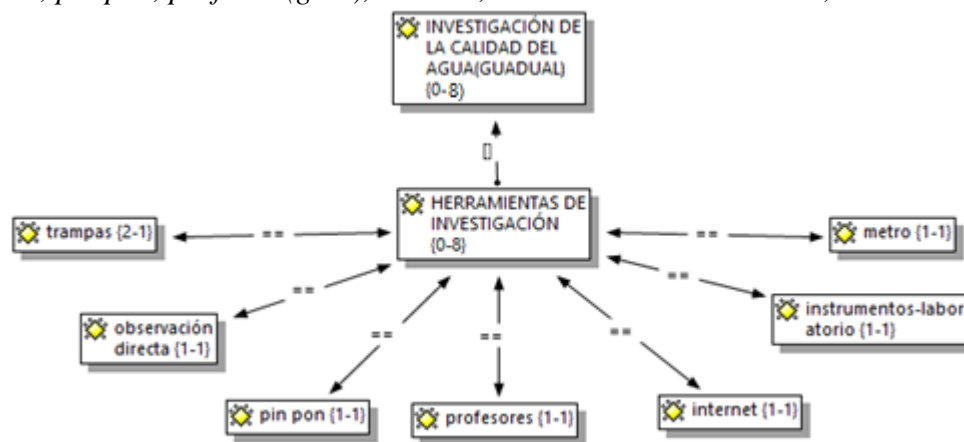 INVESTIGACIÓN DE
LA CALIDAD DEL
AGUA(GUADUAL)
{0-8}
[]
HERRAMIENTAS DE
INVESTIGACIÓN
{0-8}
trampas {2-1}
==
==
metro {1-1}
==
==
observación
directa {1-1}
instrumentos-labor
atorio {1-1}
==
==
==
pin pon {1-1}
profesores {1-1}
internet {1-1}